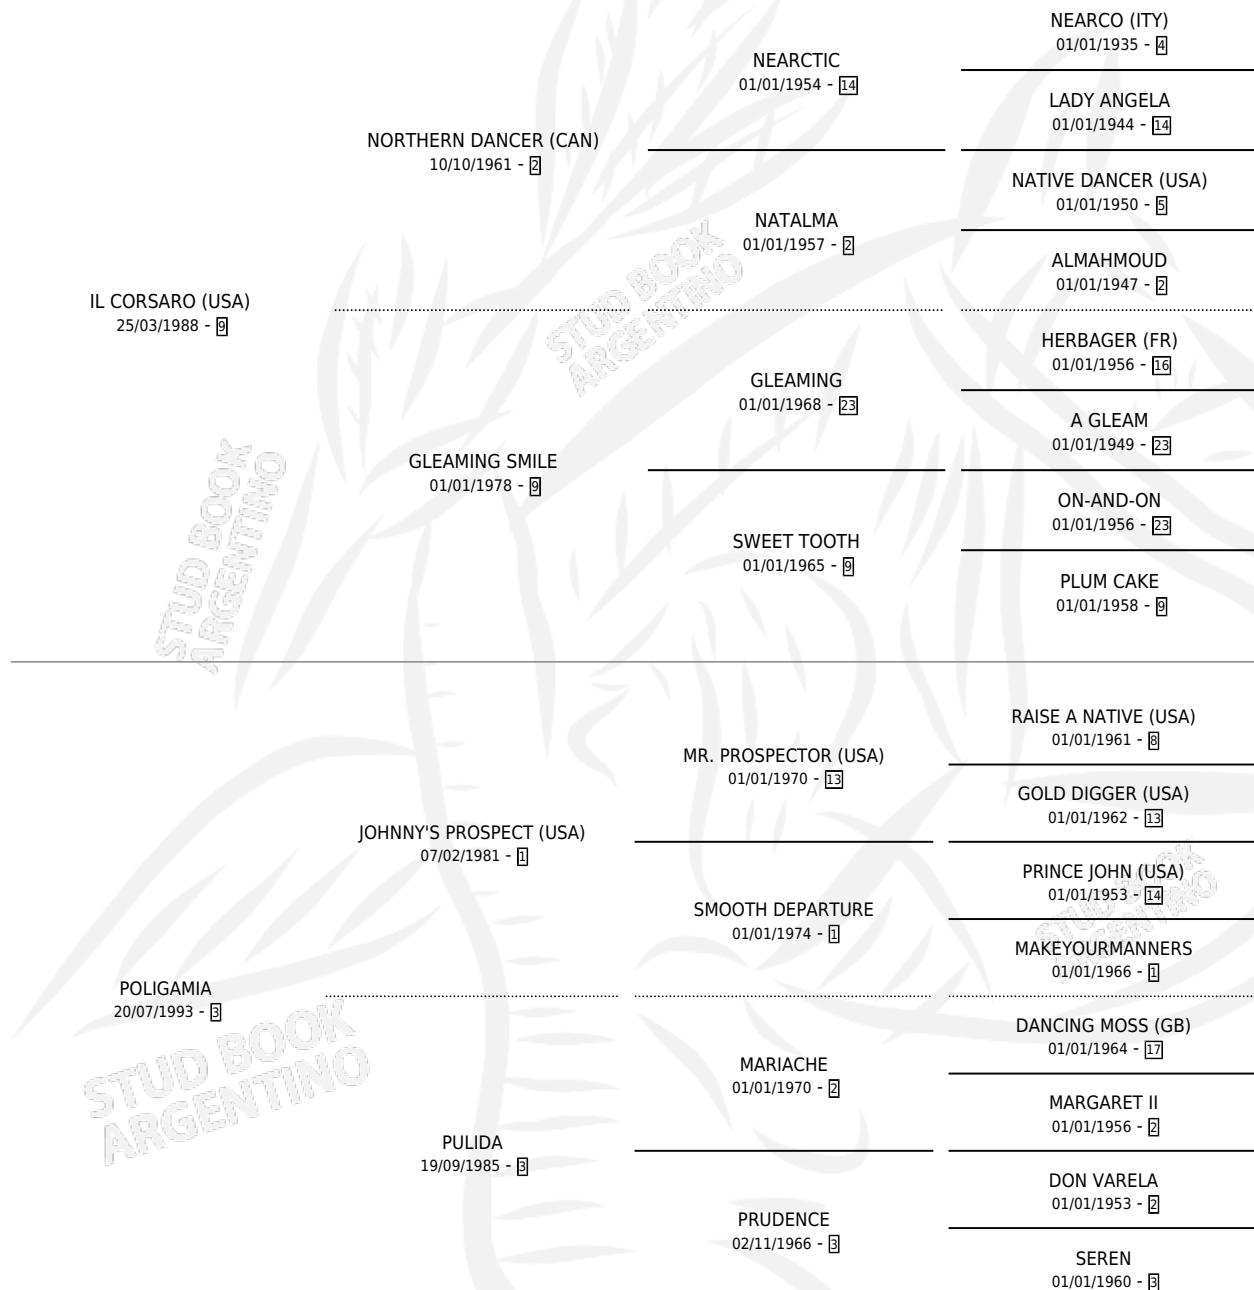 NEARCO (ITY)
01/01/1935 - 4
NEARCTIC
01/01/1954 - 14
LADY ANGELA
01/01/1944 - 14
NORTHERN DANCER (CAN)
10/10/1961 - 2
NATIVE DANCER (USA)
01/01/1950 - 5
NATALMA
01/01/1957 - 2
ALMAHMOUD
01/01/1947 - 2
IL CORSARO (USA)
25/03/1988 - 9
HERBAGER (FR)
01/01/1956 - 16
GLEAMING
01/01/1968 - 23
A GLEAM
01/01/1949 - 23
GLEAMING SMILE
01/01/1978 - 9
ON-AND-ON
01/01/1956 - 23
SWEET TOOTH
01/01/1965 - 9
PLUM CAKE
01/01/1958 - 9
RAISE A NATIVE (USA)
01/01/1961 - 8
MR. PROSPECTOR (USA)
01/01/1970 - 13
GOLD DIGGER (USA)
01/01/1962 - 13
JOHNNY'S PROSPECT (USA)
07/02/1981 - 1
PRINCE JOHN (USA)
01/01/1953 - 14
SMOOTH DEPARTURE
01/01/1974 - 1
MAKEYOURMANNERS
01/01/1966 - 1
POLIGAMIA
20/07/1993 - 3
DANCING MOSS (GB)
01/01/1964 - 17
MARIACHE
01/01/1970 - 2
MARGARET II
01/01/1956 - 2
PULIDA
19/09/1985 - 3
DON VARELA
01/01/1953 - 2
PRUDENCE
02/11/1966 - 3
SEREN
01/01/1960 - 3
STUD BOOK
ARGENTINO
STUD BOOK
ARGENTINO
STUD BOOK
ARGENTINO
STUD BOOK
ARGENTINO